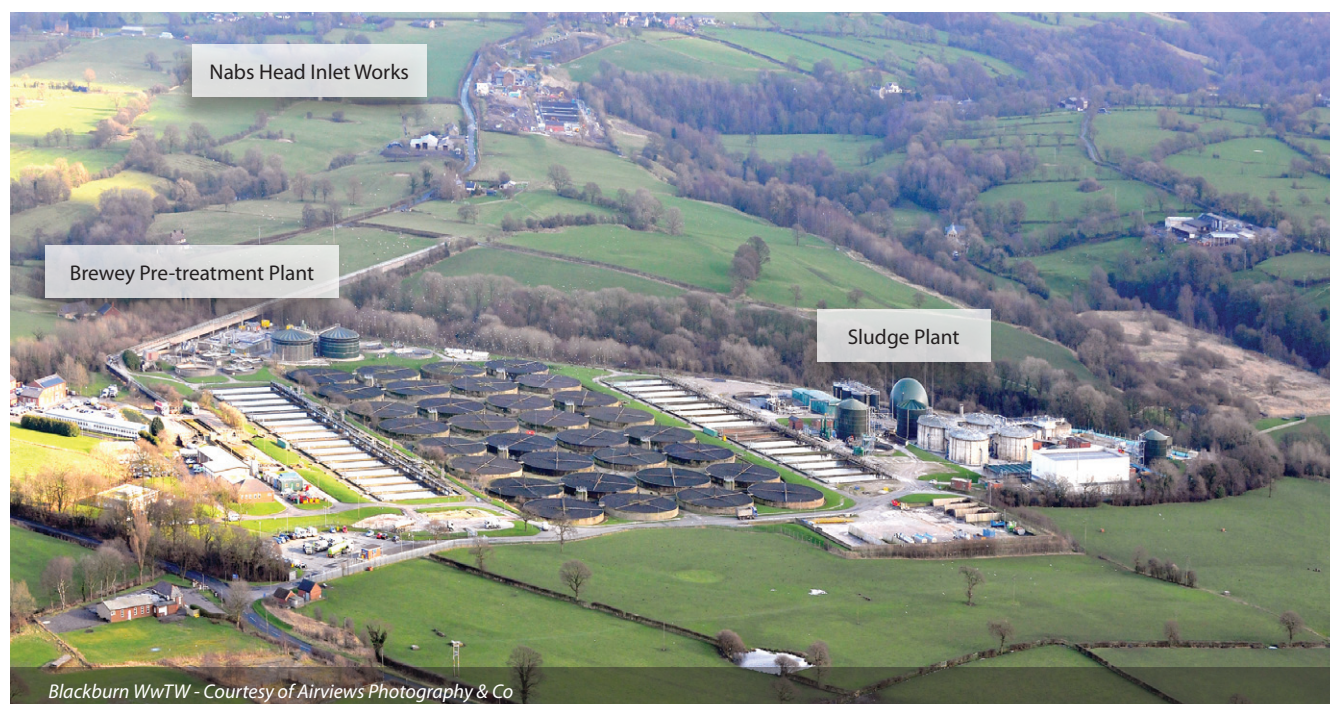 Nabs Head Inlet Works
Brewey Pre-treatment Plant
Sludge Plant
Blackburn WwTW - Courtesy of Airviews Photography & Co